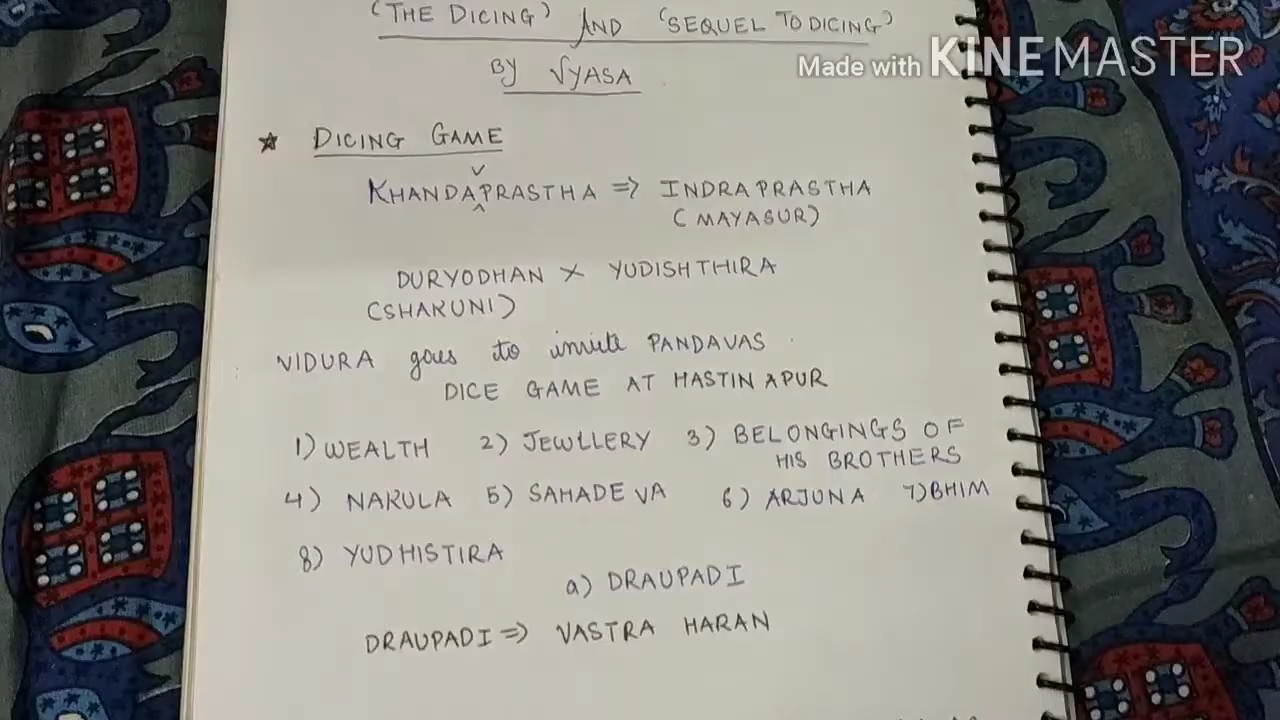 (THE DICING) AND (SEQUEL TO DICING)
Made with KINEMASTER
BY VYASA
★ DICING GAME
KHANDAPRASTHA ⇒ INDRAPRASTHA
(MAYASUR)
DURYODHAN × YUDISHTHIRA
(SHAKUNI)
VIDURA goes to invite PANDAVAS
DICE GAME AT HASTINAPUR
1) WEALTH 2) JEWLLERY 3) BELONGINGS OF
HIS BROTHERS
4) NAKULA 5) SAHADEVA 6) ARJUNA 7) BHIM
8) YUDHISTIRA
a) DRAUPADI
DRAUPADI ⇒ VASTRA HARAN